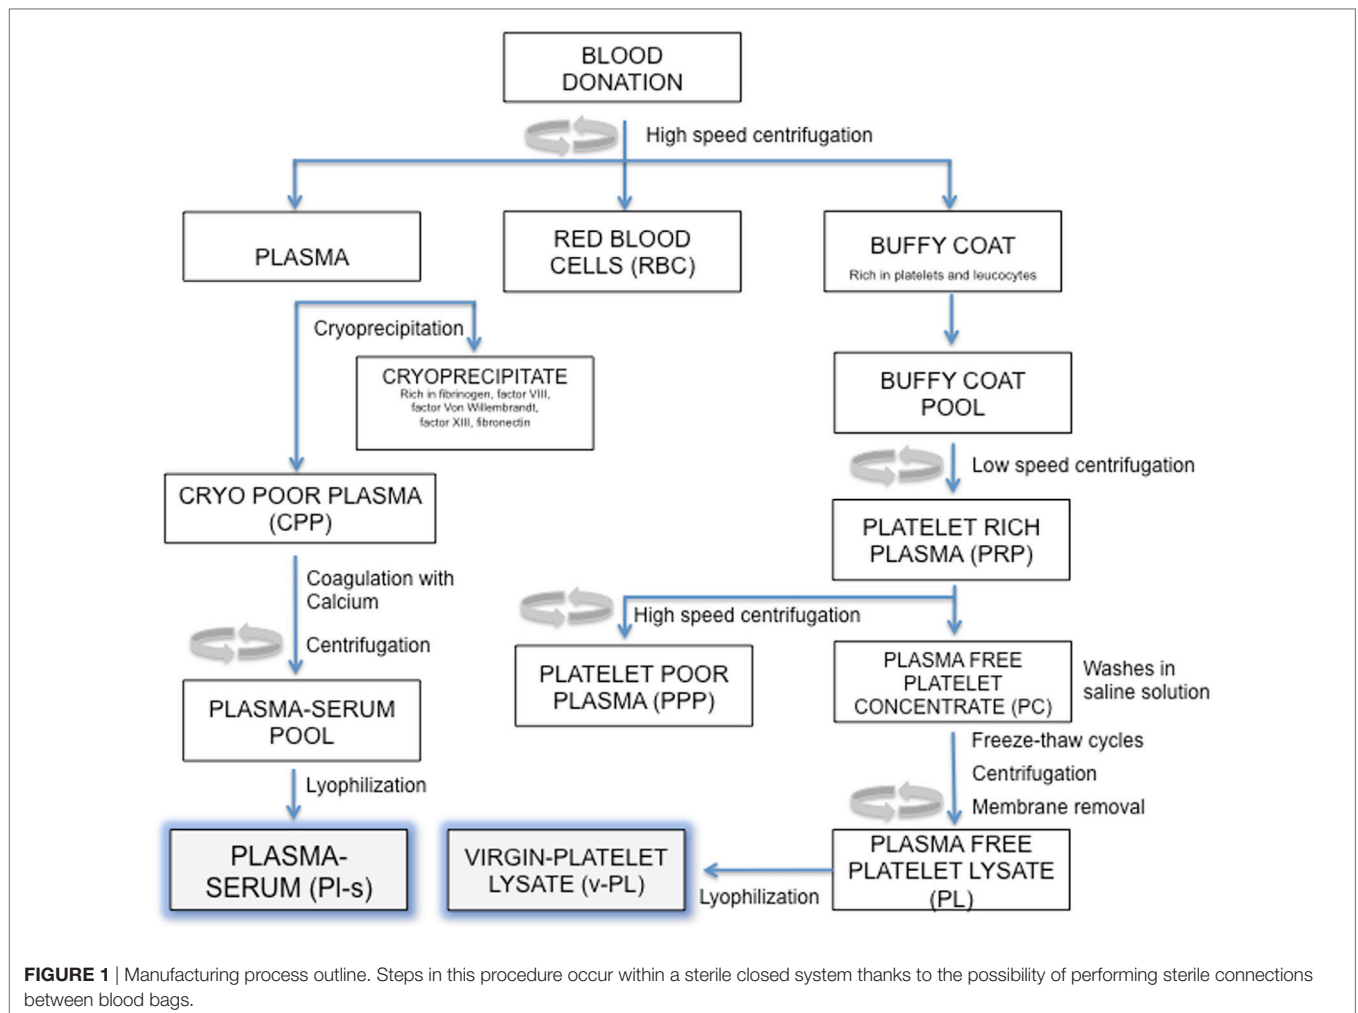 BLOOD
DONATION
High speed centrifugation
PLASMA
RED BLOOD
CELLS (RBC)
BUFFY COAT
Rich in platelets and leucocytes
Cryoprecipitation
CRYOPRECIPITATE
Rich in fibrinogen, factor VIII,
factor Von Willembrandt,
factor XIII, fibronectin
BUFFY COAT
POOL
Low speed centrifugation
CRYO POOR PLASMA
(CPP)
PLATELET RICH
PLASMA (PRP)
Coagulation with
Calcium
Centrifugation
High speed centrifugation
PLATELET POOR
PLASMA (PPP)
PLASMA FREE
PLATELET
CONCENTRATE (PC)
Washes in
saline solution
PLASMA-SERUM
POOL
Freeze-thaw cycles
Centrifugation
Membrane removal
Lyophilization
PLASMA-
SERUM (Pl-s)
VIRGIN-PLATELET
LYSATE (v-PL)
Lyophilization
PLASMA FREE
PLATELET LYSATE
(PL)
FIGURE 1 | Manufacturing process outline. Steps in this procedure occur within a sterile closed system thanks to the possibility of performing sterile connections
between blood bags.